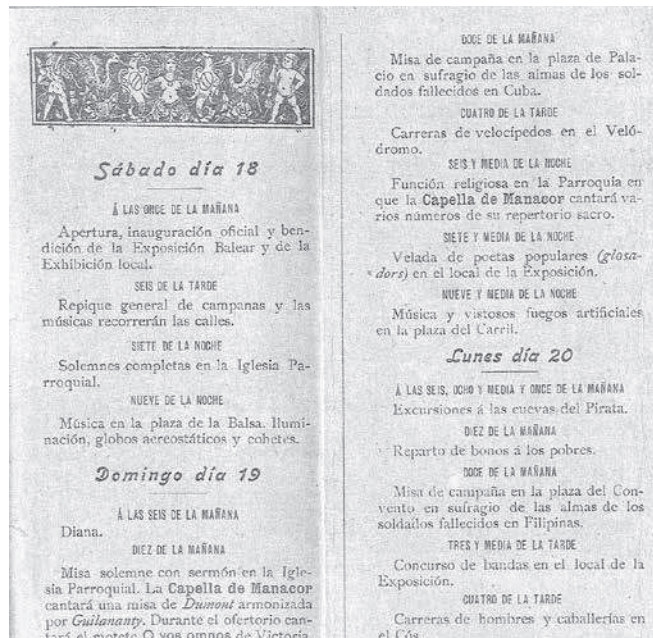 Sábado día 18
Á LAS ONCE DE LA MAÑANA
Apertura, inauguración oficial y ben-
dición de la Exposición Balear y de la
Exhibición local.
SEIS DE LA TARDE
Repique general de campanas y las
músicas recorrerán las calles.
SIETE DE LA NOCHE
Solemnes completas en la Iglesia Pa-
rroquial.
NUEVE DE LA NOCHE
Música en la plaza de la Balsa. Ilumi-
nación, globos aereostáticos y cohetes.
Domingo día 19
Á LAS SEIS DE LA MAÑANA
Diana.
DIEZ DE LA MAÑANA
Misa solemne con sermón en la Igle-
sia Parroquial. La Capella de Manacor
cantará una misa de Dumont armonizada
por Guilananty. Durante el ofertorio can-
tará el motete O vos omnes de Victoria
DOCE DE LA MAÑANA
Misa de campaña en la plaza de Pala-
cio en sufragio de las almas de los sol-
dados fallecidos en Cuba.
CUATRO DE LA TARDE
Carreras de velocípedos en el Veló-
dromo.
SEIS Y MEDIA DE LA NOCHE
Función religiosa en la Parroquia en
que la Capella de Manacor cantará va-
rios números de su repertorio sacro.
SIETE Y MEDIA DE LA NOCHE
Velada de poetas populares (glosa-
dors) en el local de la Exposición.
NUEVE Y MEDIA DE LA NOCHE
Música y vistosos fuegos artificiales
en la plaza del Carril.
Lunes día 20
Á LAS SEIS, OCHO Y MEDIA Y ONCE DE LA MAÑANA
Excursiones á las cuevas del Pirata.
DIEZ DE LA MAÑANA
Reparto de bonos á los pobres.
DOCE DE LA MAÑANA
Misa de campaña en la plaza del Con-
vento en sufragio de las almas de los
soldados fallecidos en Filipinas.
TRES Y MEDIA DE LA TARDE
Concurso de bandas en el local de la
Exposición.
CUATRO DE LA TARDE
Carreras de hombres y caballerías en
el Cós